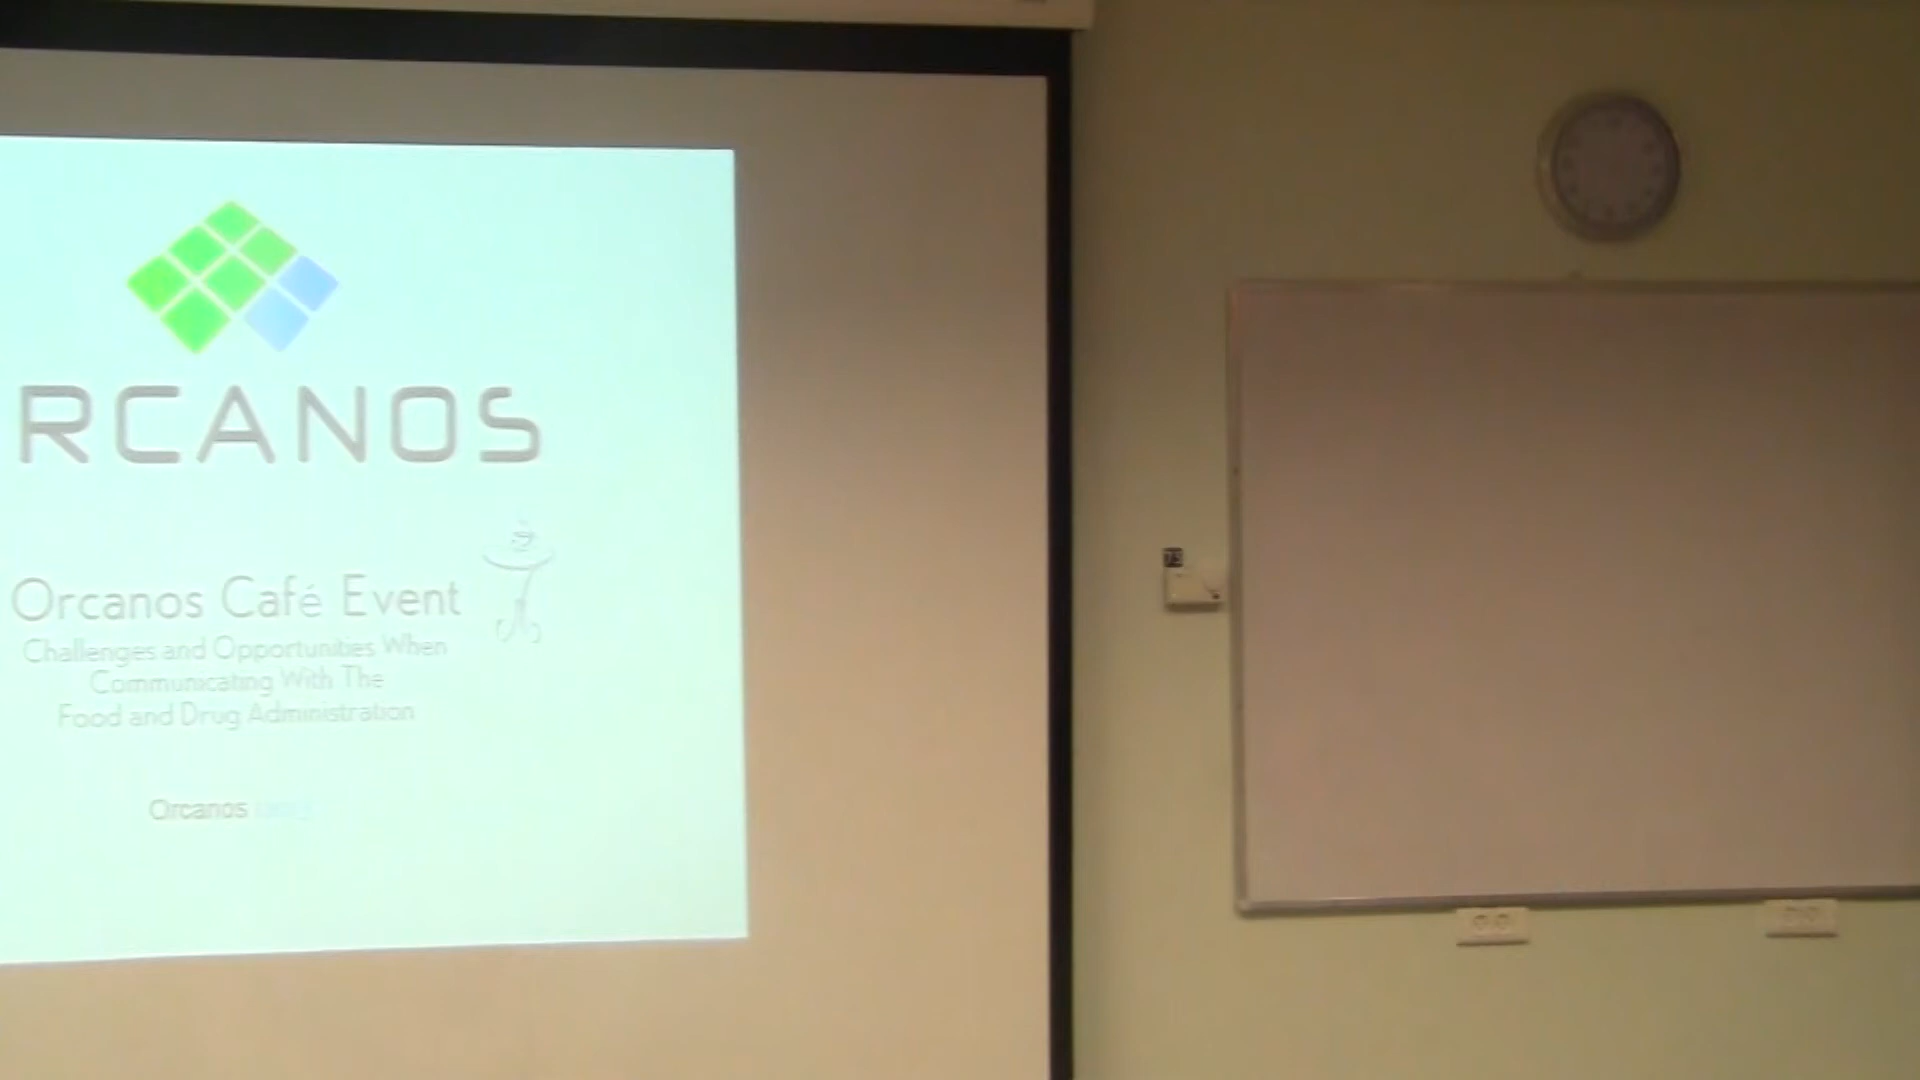 RCANOS
Orcanos Café Event
Challenges and Opportunities When
Communicating With The
Food and Drug Administration
Orcanos